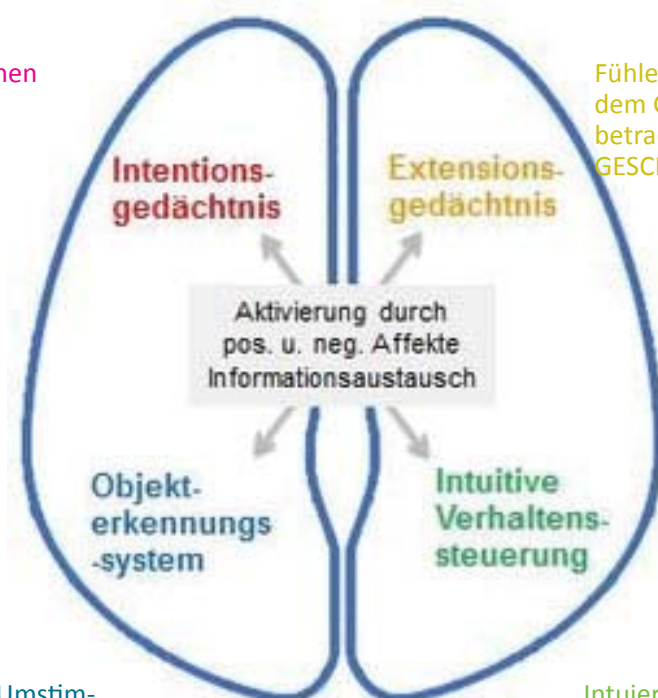 Fühle
dem
betra
GESC
Intentions-
gedächtnis
Extensions-
gedächtnis
Aktivierung durch
pos. u. neg. Affekte
Informationsaustausch
Objekt-
erkennungs
-system
Intuitive
Verhaltens-
steuerung
Umstim-
Intuier